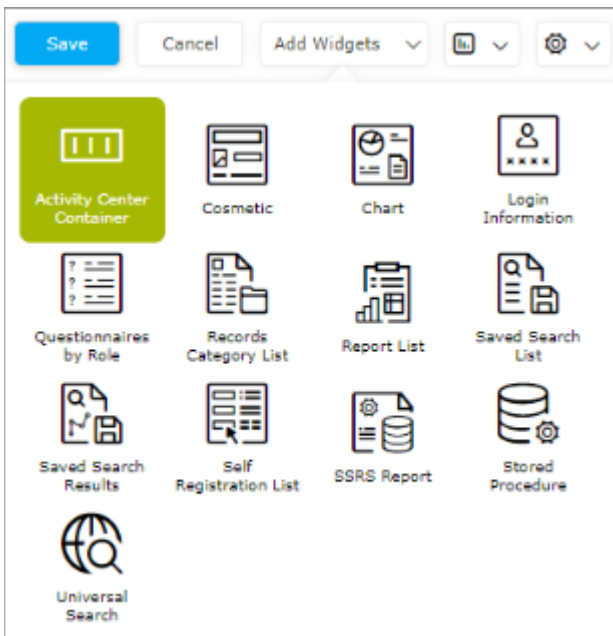 Save Cancel Add Widgets
Activity Center
Container
Cosmetic
Chart
Login
Information
Questionnaires
by Role
Records
Category List
Report List
Saved Search
List
Saved Search
Results
Self
Registration List
SSRS Report
Stored
Procedure
Universal
Search